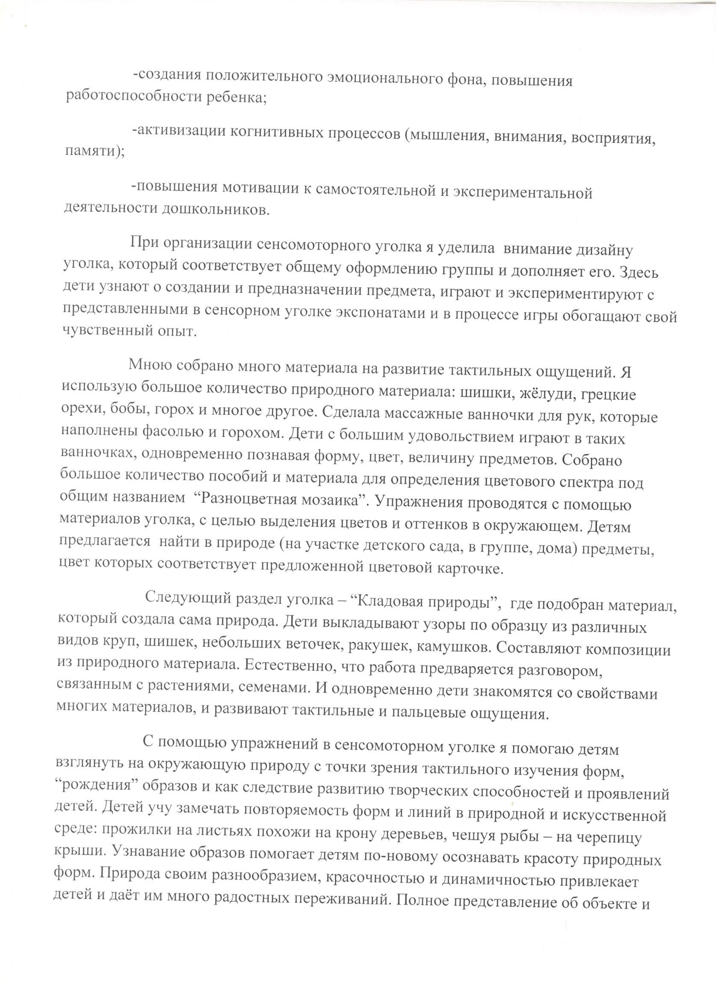 -создания положительного эмоционального фона, повышения
работоспособности ребенка;
-активизации когнитивных процессов (мышления, внимания, восприятия,
памяти);
-повышения мотивации к самостоятельной и экспериментальной
деятельности дошкольников.
При организации сенсомоторного уголка я уделила  внимание дизайну
уголка, который соответствует общему оформлению группы и дополняет его. Здесь
дети узнают о создании и предназначении предмета, играют и экспериментируют с
представленными в сенсорном уголке экспонатами и в процессе игры обогащают свой
чувственный опыт.
Мною собрано много материала на развитие тактильных ощущений. Я
использую большое количество природного материала: шишки, жёлуди, грецкие
орехи, бобы, горох и многое другое. Сделала массажные ванночки для рук, которые
наполнены фасолью и горохом. Дети с большим удовольствием играют в таких
ванночках, одновременно познавая форму, цвет, величину предметов. Собрано
большое количество пособий и материала для определения цветового спектра под
общим названием  “Разноцветная мозаика”. Упражнения проводятся с помощью
материалов уголка, с целью выделения цветов и оттенков в окружающем. Детям
предлагается  найти в природе (на участке детского сада, в группе, дома) предметы,
цвет которых соответствует предложенной цветовой карточке.
Следующий раздел уголка – “Кладовая природы”,  где подобран материал,
который создала сама природа. Дети выкладывают узоры по образцу из различных
видов круп, шишек, небольших веточек, ракушек, камушков. Составляют композиции
из природного материала. Естественно, что работа предваряется разговором,
связанным с растениями, семенами. И одновременно дети знакомятся со свойствами
многих материалов, и развивают тактильные и пальцевые ощущения.
С помощью упражнений в сенсомоторном уголке я помогаю детям
взглянуть на окружающую природу с точки зрения тактильного изучения форм,
“рождения” образов и как следствие развитию творческих способностей и проявлений
детей. Детей учу замечать повторяемость форм и линий в природной и искусственной
среде: прожилки на листьях похожи на крону деревьев, чешуя рыбы – на черепицу
крыши. Узнавание образов помогает детям по-новому осознавать красоту природных
форм. Природа своим разнообразием, красочностью и динамичностью привлекает
детей и даёт им много радостных переживаний. Полное представление об объекте и